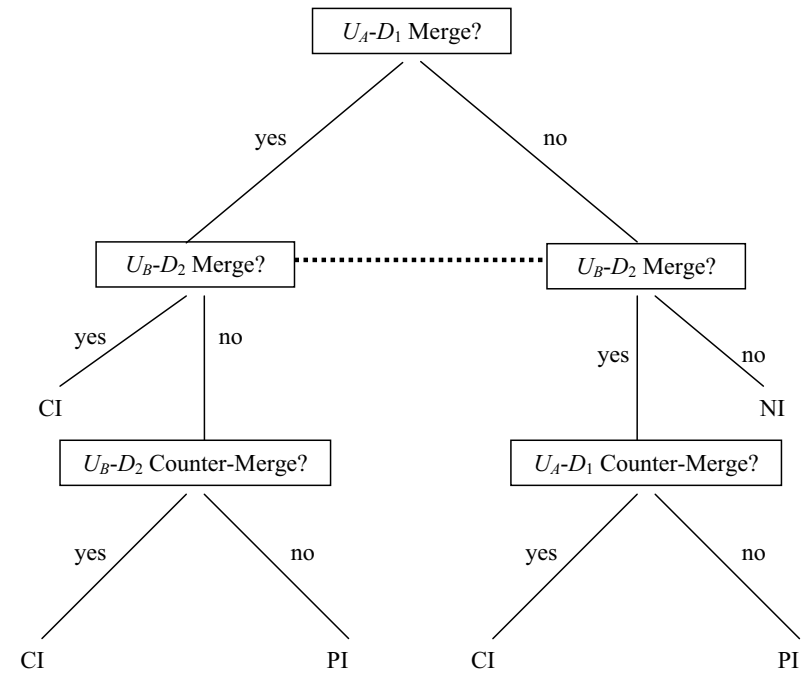 U_A-D_1 Merge?
yes
no
U_B-D_2 Merge?
U_B-D_2 Merge?
yes
no
yes
no
CI
NI
U_B-D_2 Counter-Merge?
U_A-D_1 Counter-Merge?
yes
no
yes
no
CI
PI
CI
PI